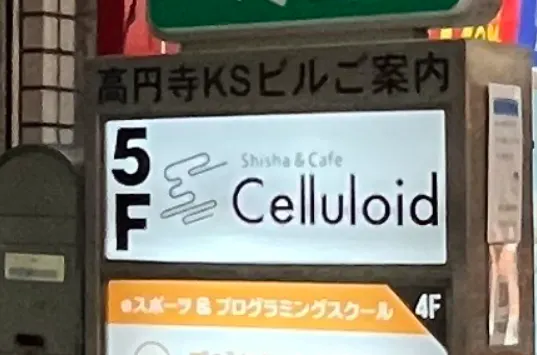 高円寺KSビルご案内
5F
Shisha & Cafe
Celluloid
eスポーツ & プログラミングスクール 4F